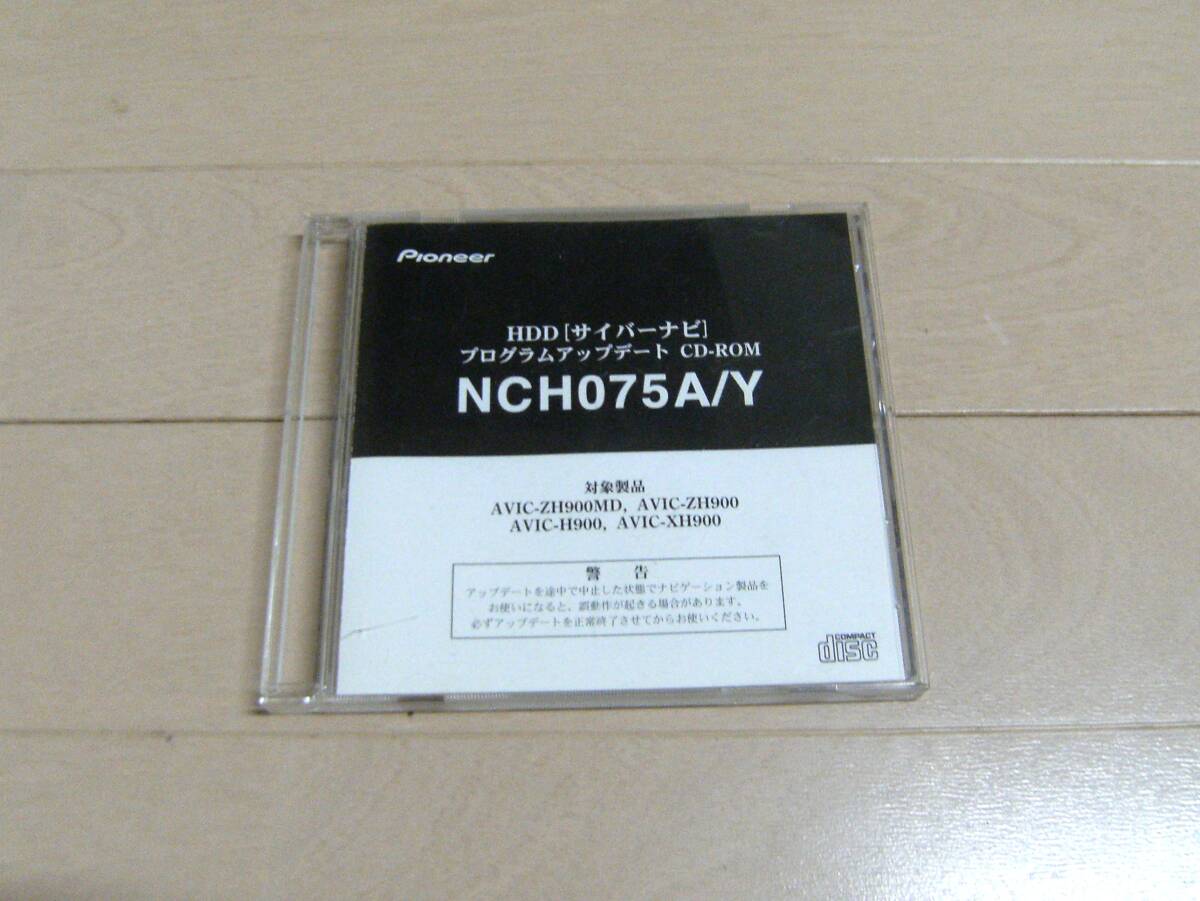 Pioneer
HDD［サイバーナビ］
プログラムアップデート CD-ROM
NCH075A/Y
対象製品
AVIC-ZH900MD, AVIC-ZH900
AVIC-H900, AVIC-XH900
警 告
アップデートを途中で中止した状態でナビゲーション製品を
お使いになると、誤動作が起きる場合があります。
必ずアップデートを正常終了させてからお使いください。
COMPACT
disc